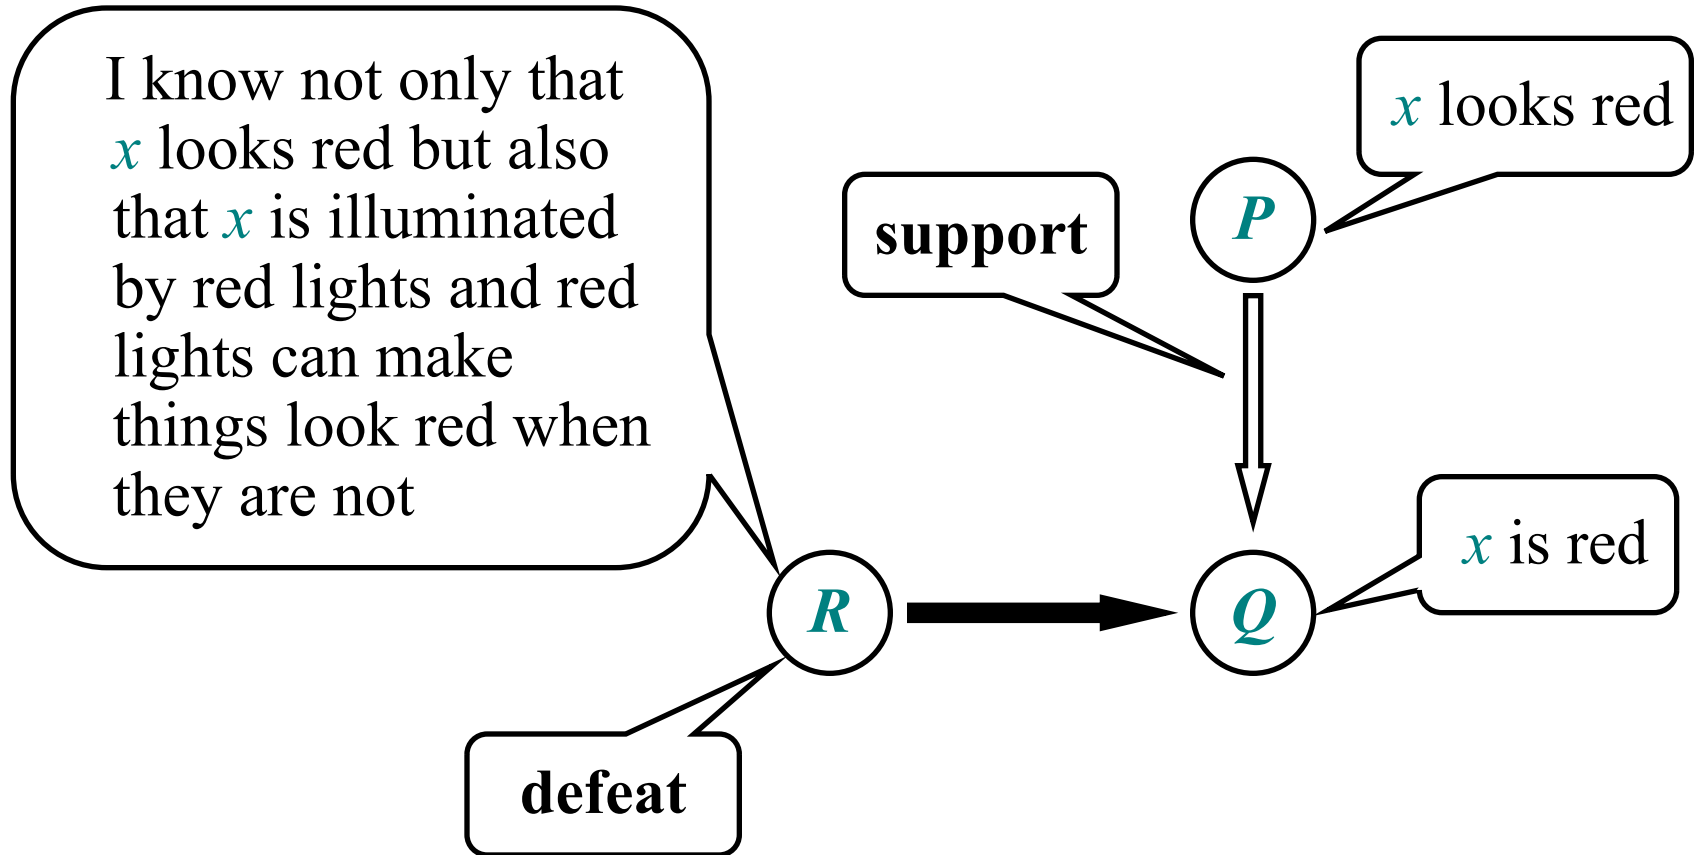 I know not only that
x looks red but also
that x is illuminated
by red lights and red
lights can make
things look red when
they are not
x looks red
support
P
x is red
R
Q
defeat